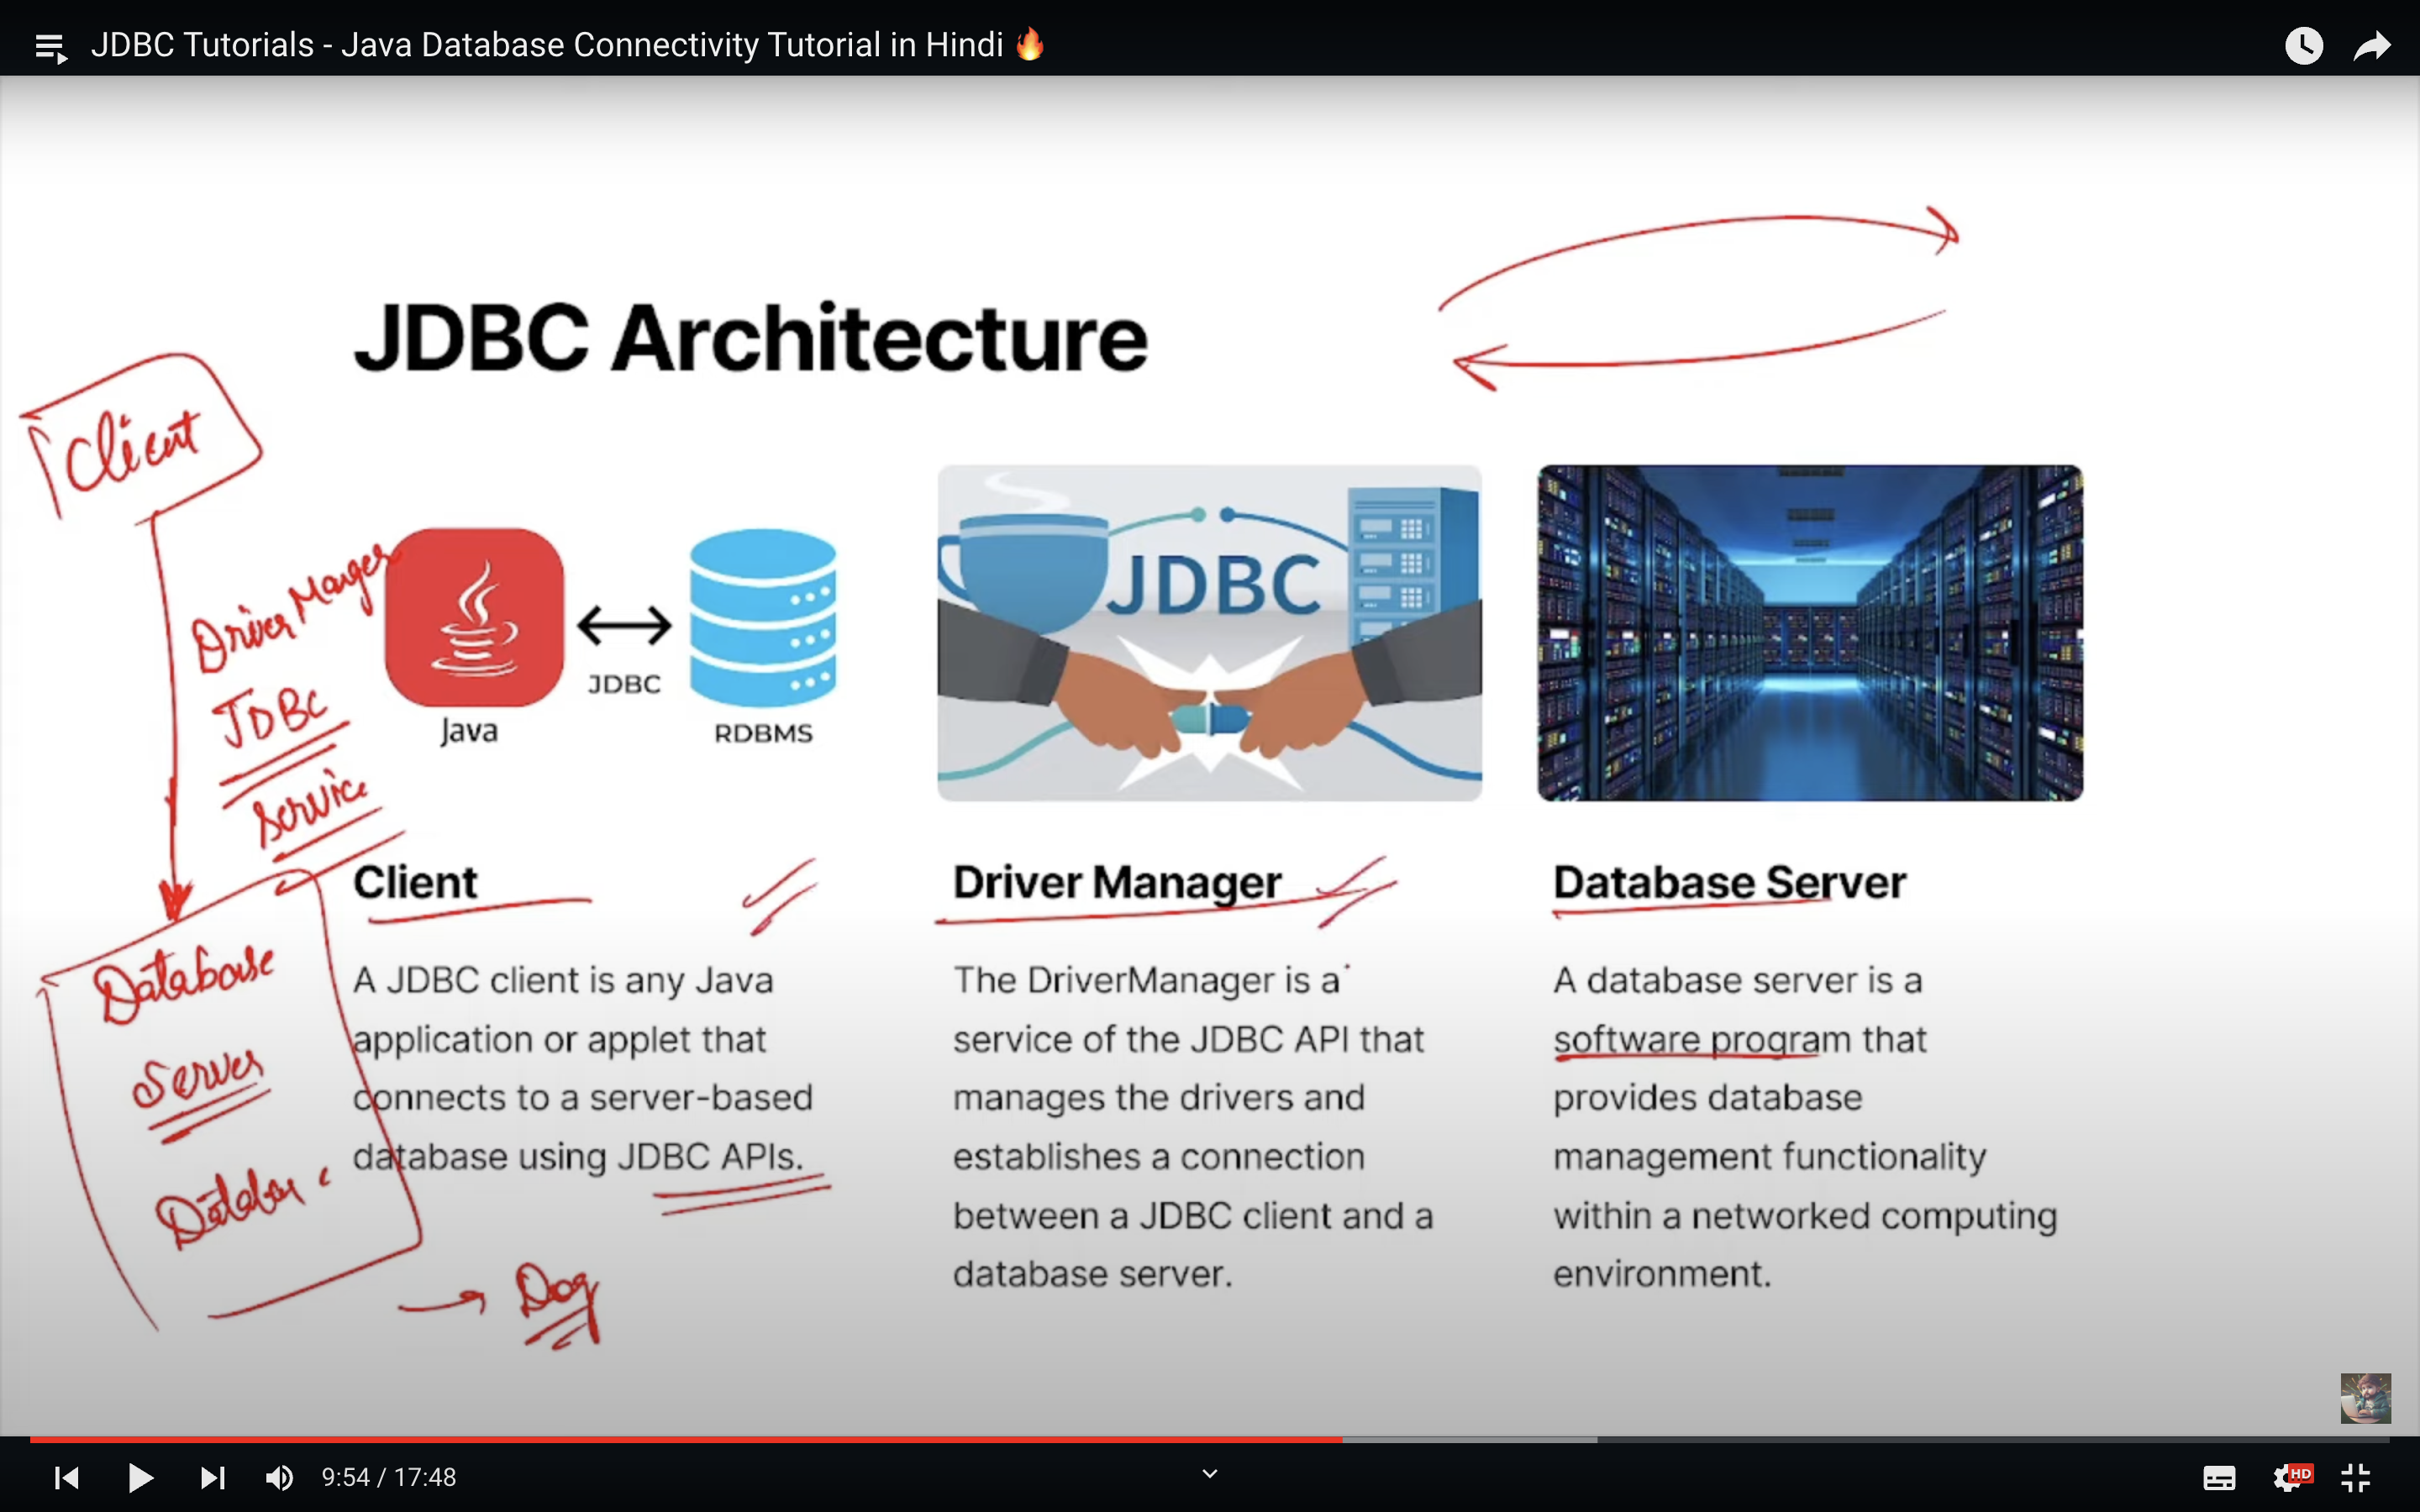 JDBC Tutorials - Java Database Connectivity Tutorial in Hindi 🔥
JDBC Architecture
Client
Driver Manger
JDBC
Service
Database
Server
Dog
JDBC
Java
RDBMS
JDBC
Client
A JDBC client is any Java
application or applet that
connects to a server-based
database using JDBC APIs.
Driver Manager
The DriverManager is a
service of the JDBC API that
manages the drivers and
establishes a connection
between a JDBC client and a
database server.
Database Server
A database server is a
software program that
provides database
management functionality
within a networked computing
environment.
9:54 / 17:48
HD